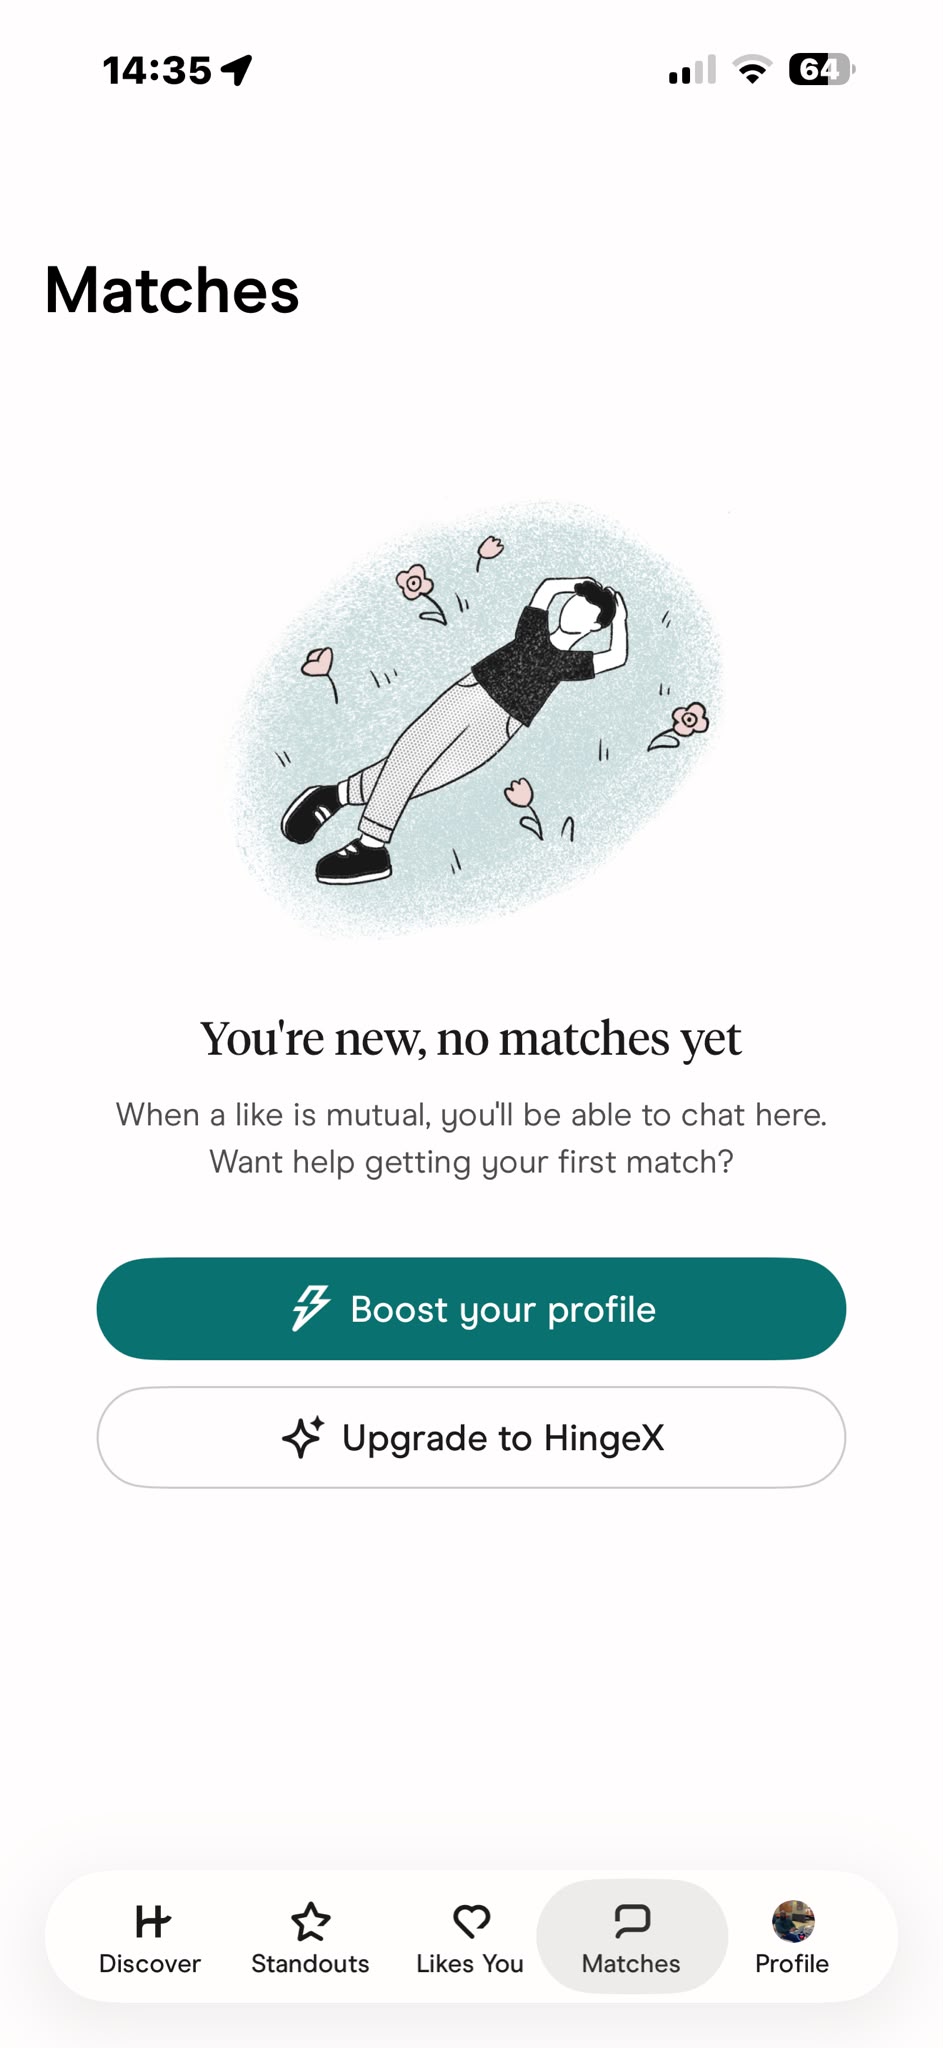 14:35
64
Matches
You're new, no matches yet
When a like is mutual, you'll be able to chat here.
Want help getting your first match?
Boost your profile
Upgrade to HingeX
Discover
Standouts
Likes You
Matches
Profile